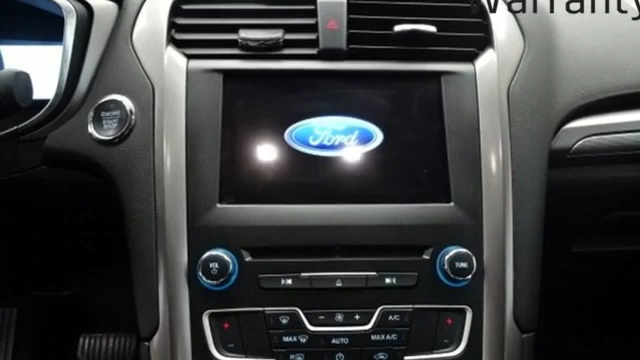 Warranty
ENGINE
START
STOP
Ford
VOL
TUNE
A/C
MAX
AUTO
MAX A/C
R